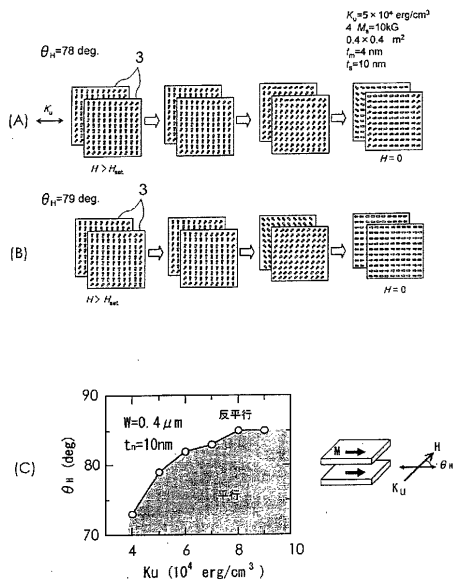 Ku=5×10⁴ erg/cm³
4 Ms=10kG
0.4×0.4 m²
tm=4 nm
ts=10 nm
θH=78 deg.
3
(A)
Ku
H > Hsat
H = 0
θH=79 deg.
3
(B)
H > Hsat
H = 0
(C)
90
80
70
θH (deg)
W=0.4μm
tn=10nm
反平行
平行
4 6 8 10
Ku (10⁴ erg/cm³)
M
H
θH
Ku